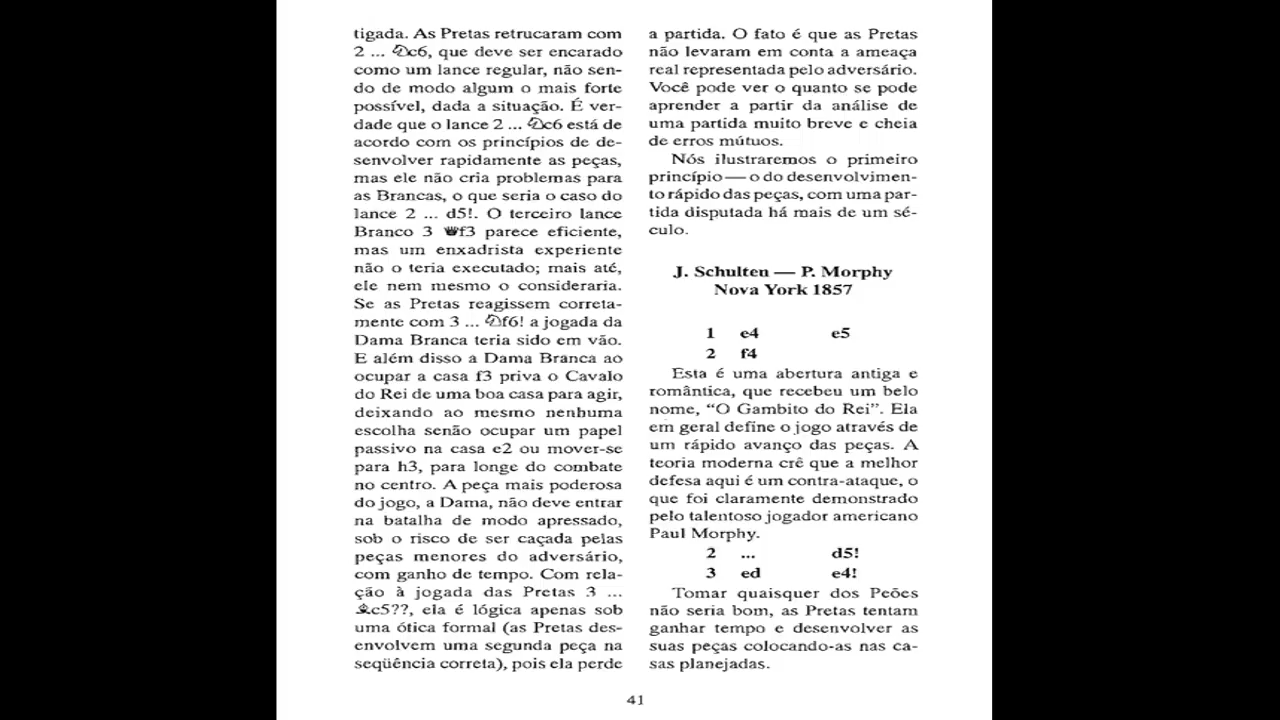 tigada. As Pretas retrucaram com
2 ... ♘c6, que deve ser encarado
como um lance regular, não sen-
do de modo algum o mais forte
possível, dada a situação. É ver-
dade que o lance 2 ... ♘c6 está de
acordo com os princípios de de-
senvolver rapidamente as peças,
mas ele não cria problemas para
as Brancas, o que seria o caso do
lance 2 ... d5!. O terceiro lance
Branco 3 ♛f3 parece eficiente,
mas um enxadrista experiente
não o teria executado; mais até,
ele nem mesmo o consideraria.
Se as Pretas reagissem correta-
mente com 3 ... ♘f6! a jogada da
Dama Branca teria sido em vão.
E além disso a Dama Branca ao
ocupar a casa f3 priva o Cavalo
do Rei de uma boa casa para agir,
deixando ao mesmo nenhuma
escolha senão ocupar um papel
passivo na casa e2 ou mover-se
para h3, para longe do combate
no centro. A peça mais poderosa
do jogo, a Dama, não deve entrar
na batalha de modo apressado,
sob o risco de ser caçada pelas
peças menores do adversário,
com ganho de tempo. Com rela-
ção à jogada das Pretas 3 ...
♝c5??, ela é lógica apenas sob
uma ótica formal (as Pretas des-
envolvem uma segunda peça na
seqüência correta), pois ela perde
a partida. O fato é que as Pretas
não levaram em conta a ameaça
real representada pelo adversário.
Você pode ver o quanto se pode
aprender a partir da análise de
uma partida muito breve e cheia
de erros mútuos.
Nós ilustraremos o primeiro
princípio — o do desenvolvimen-
to rápido das peças, com uma par-
tida disputada há mais de um sé-
culo.
J. Schulten — P. Morphy
Nova York 1857
1 e4 e5
2 f4
Esta é uma abertura antiga e
romântica, que recebeu um belo
nome, “O Gambito do Rei”. Ela
em geral define o jogo através de
um rápido avanço das peças. A
teoria moderna crê que a melhor
defesa aqui é um contra-ataque, o
que foi claramente demonstrado
pelo talentoso jogador americano
Paul Morphy.
2 ... d5!
3 ed e4!
Tomar quaisquer dos Peões
não seria bom, as Pretas tentam
ganhar tempo e desenvolver as
suas peças colocando-as nas ca-
sas planejadas.
41